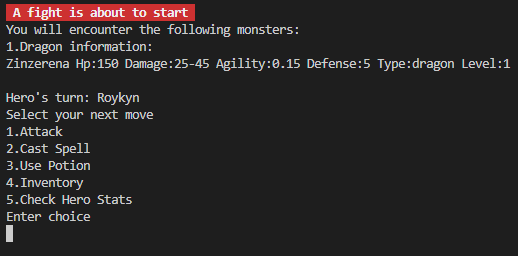 A fight is about to start
You will encounter the following monsters:
1.Dragon information:
Zinzerena Hp:150 Damage:25-45 Agility:0.15 Defense:5 Type:dragon Level:1
Hero's turn: Roykyn
Select your next move
1.Attack
2.Cast Spell
3.Use Potion
4.Inventory
5.Check Hero Stats
Enter choice